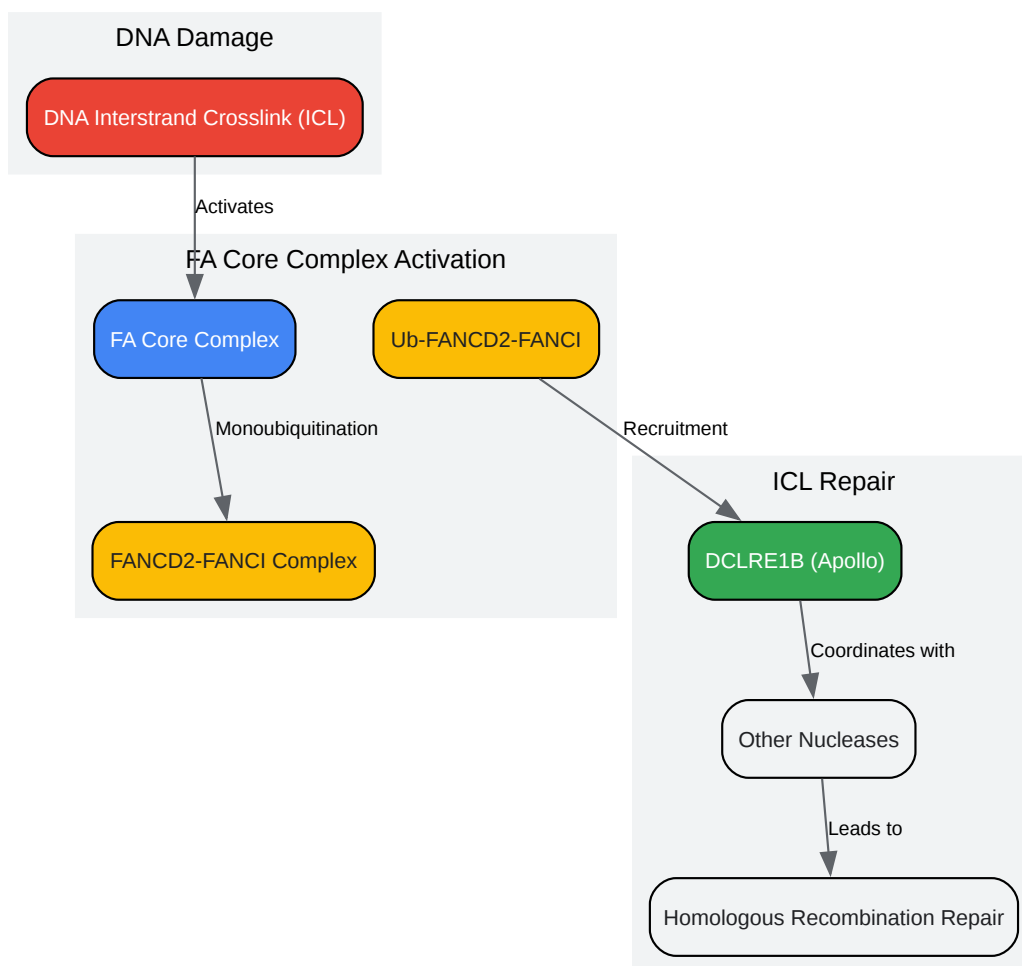 DNA Damage
DNA Interstrand Crosslink (ICL)
Activates
FA Core Complex Activation
FA Core Complex
Ub-FANCD2-FANCI
Monoubiquitination
Recruitment
ICL Repair
FANCD2-FANCI Complex
DCLRE1B (Apollo)
Coordinates with
Other Nucleases
Leads to
Homologous Recombination Repair